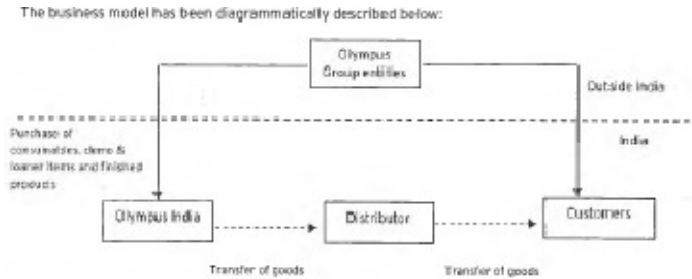 The business model has been diagrammatically described below:
Olympus
Group entities
Outside India
Purchase of
consumables, demo &
loaner items and finished
products
India
Olympus India
Distributor
Customers
Transfer of goods
Transfer of goods